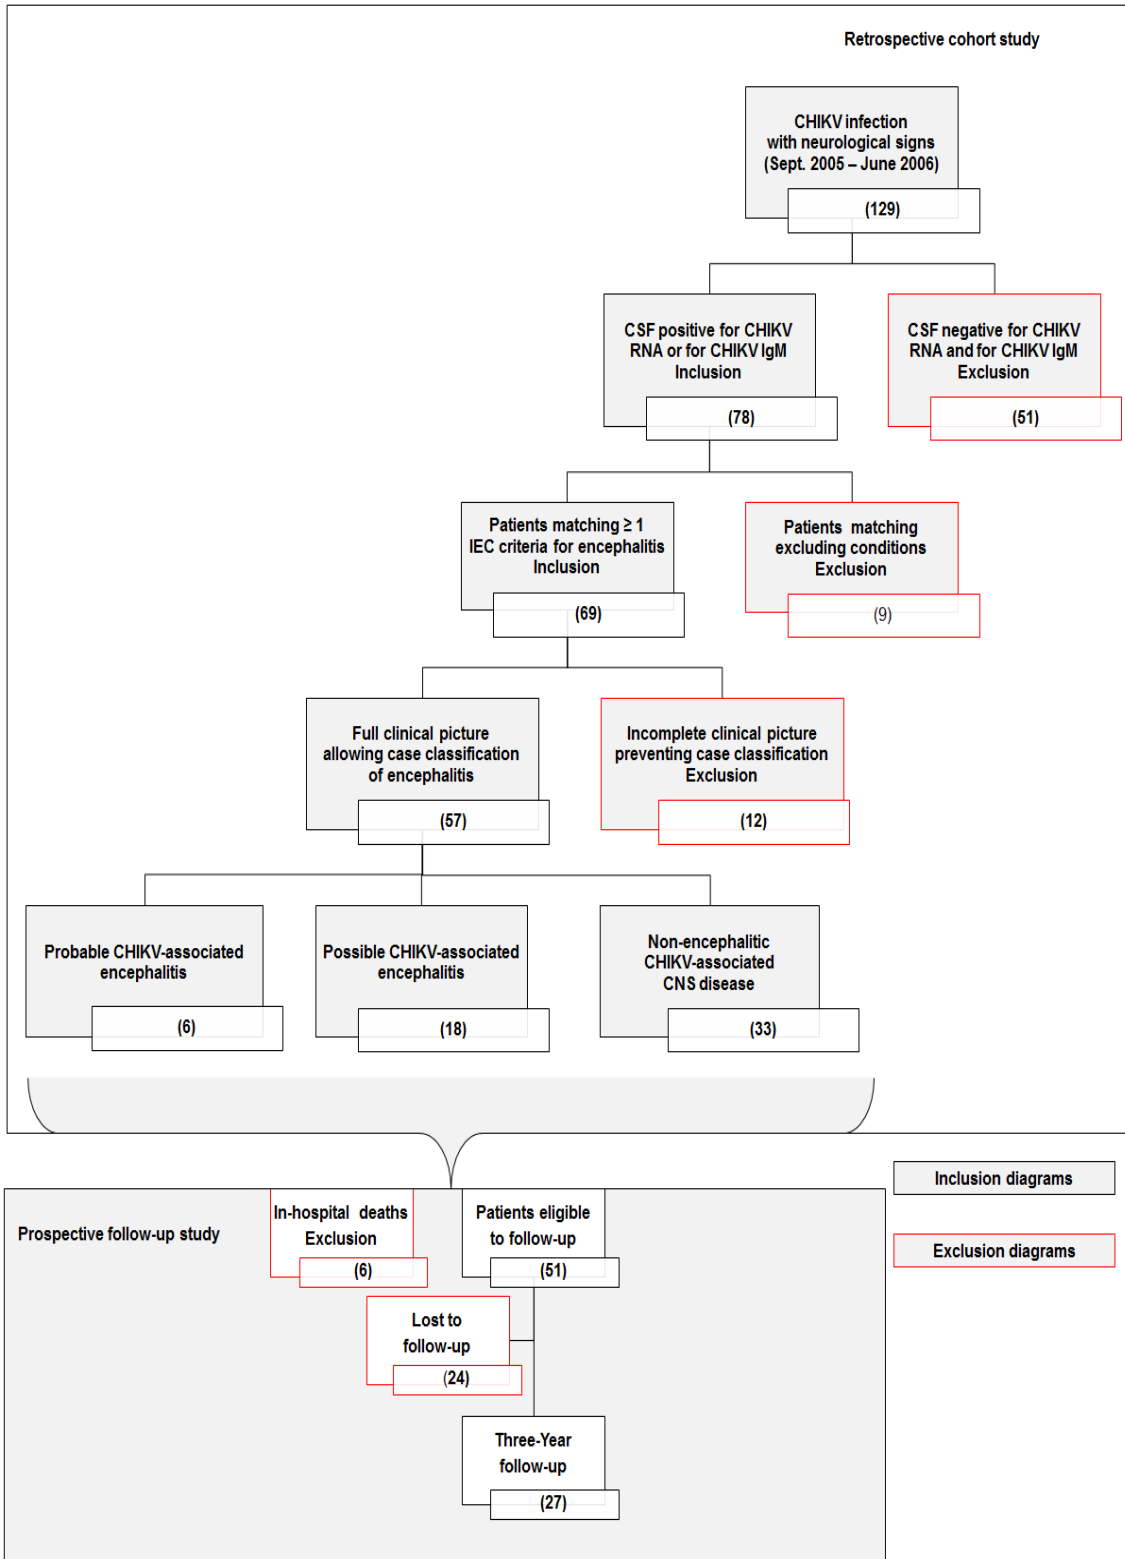 Retrospective cohort study
CHIKV infection
with neurological signs
(Sept. 2005 – June 2006)
(129)
CSF positive for CHIKV
RNA or for CHIKV IgM
Inclusion
(78)
CSF negative for CHIKV
RNA and for CHIKV IgM
Exclusion
(51)
Patients matching ≥ 1
IEC criteria for encephalitis
Inclusion
(69)
Patients matching
excluding conditions
Exclusion
(9)
Full clinical picture
allowing case classification
of encephalitis
(57)
Incomplete clinical picture
preventing case classification
Exclusion
(12)
Probable CHIKV-associated
encephalitis
(6)
Possible CHIKV-associated
encephalitis
(18)
Non-encephalitic
CHIKV-associated
CNS disease
(33)
Inclusion diagrams
Exclusion diagrams
Prospective follow-up study
In-hospital deaths
Exclusion
(6)
Patients eligible
to follow-up
(51)
Lost to
follow-up
(24)
Three-Year
follow-up
(27)